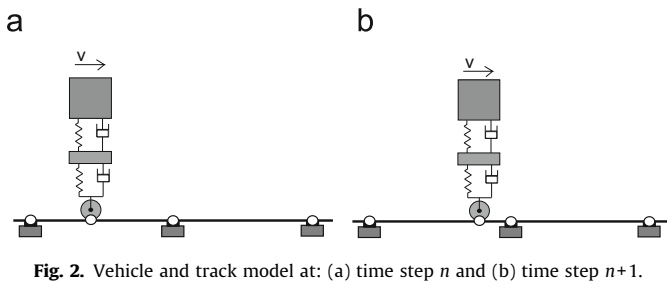 a
b
v
v
Fig. 2. Vehicle and track model at: (a) time step n and (b) time step n+1.